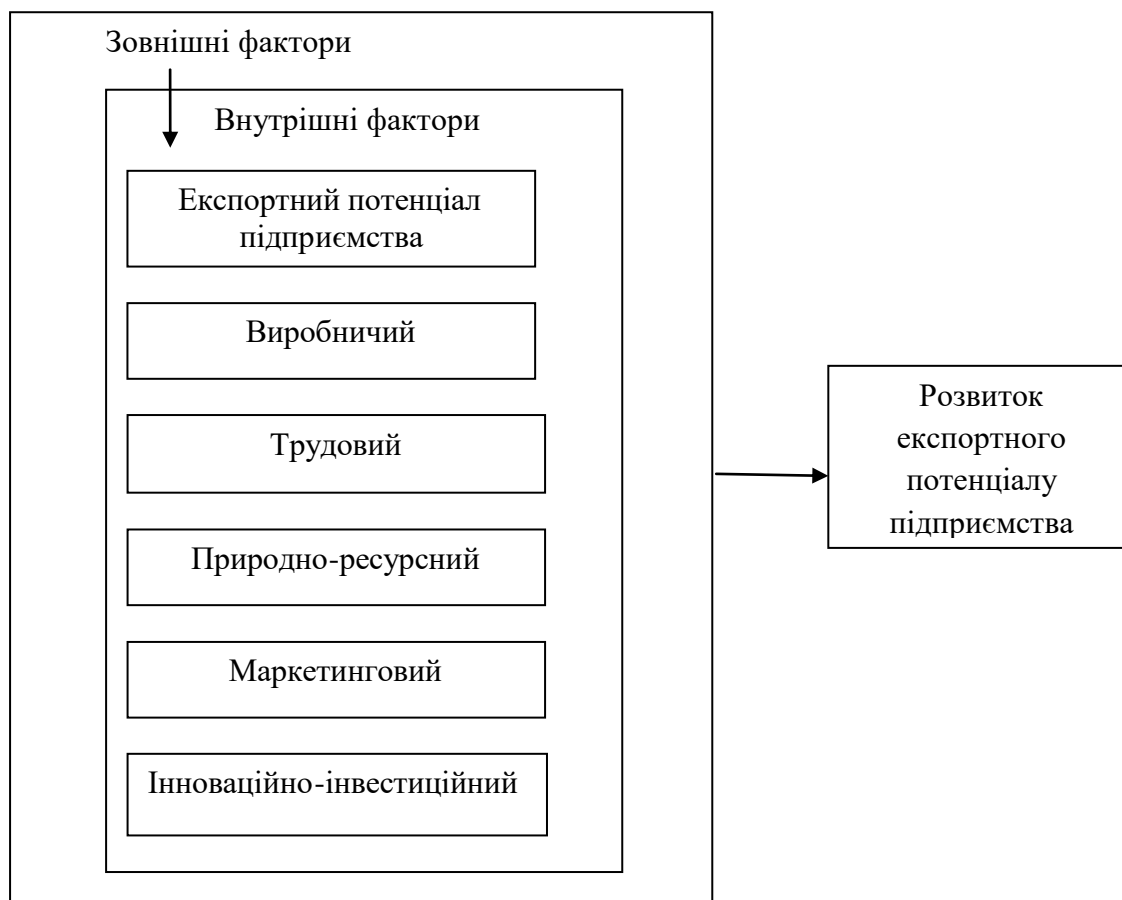 Зовнішні фактори
Внутрішні фактори
Експортний потенціал
підприємства
Виробничий
Трудовий
Природно-ресурсний
Маркетинговий
Інноваційно-інвестиційний
Розвиток
експортного
потенціалу
підприємства